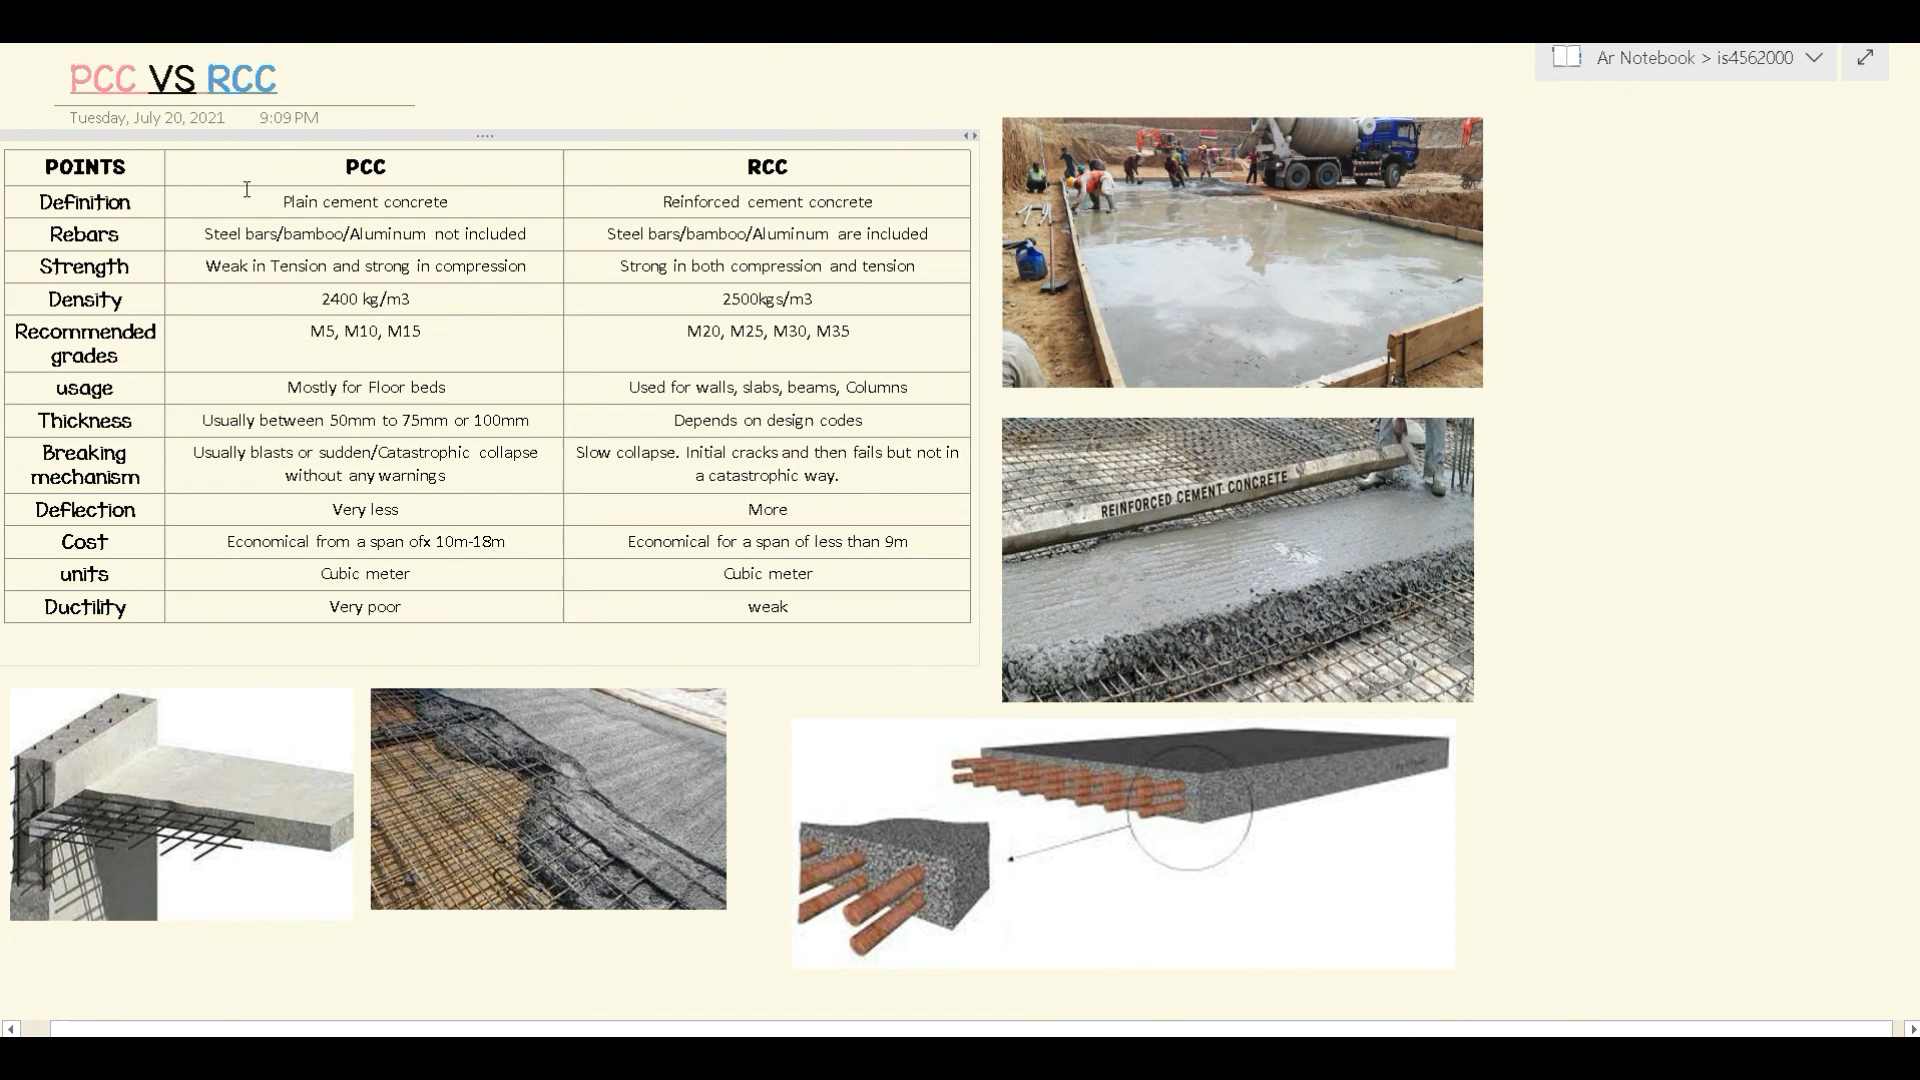 Ar Notebook > is4562000
PCC VS RCC
Tuesday, July 20, 2021 9:09 PM
POINTS PCC RCC
Definition Plain cement concrete Reinforced cement concrete
Rebars Steel bars/bamboo/Aluminum not included Steel bars/bamboo/Aluminum are included
Strength Weak in Tension and strong in compression Strong in both compression and tension
Density 2400 kg/m3 2500kgs/m3
Recommended M5, M10, M15 M20, M25, M30, M35
grades
usage Mostly for Floor beds Used for walls, slabs, beams, Columns
Thickness Usually between 50mm to 75mm or 100mm Depends on design codes
Breaking Usually blasts or sudden/Catastrophic collapse Slow collapse. Initial cracks and then fails but not in
mechanism without any warnings a catastrophic way.
Deflection Very less More
Cost Economical from a span ofx 10m-18m Economical for a span of less than 9m
units Cubic meter Cubic meter
Ductility Very poor weak
REINFORCED CEMENT CONCRETE